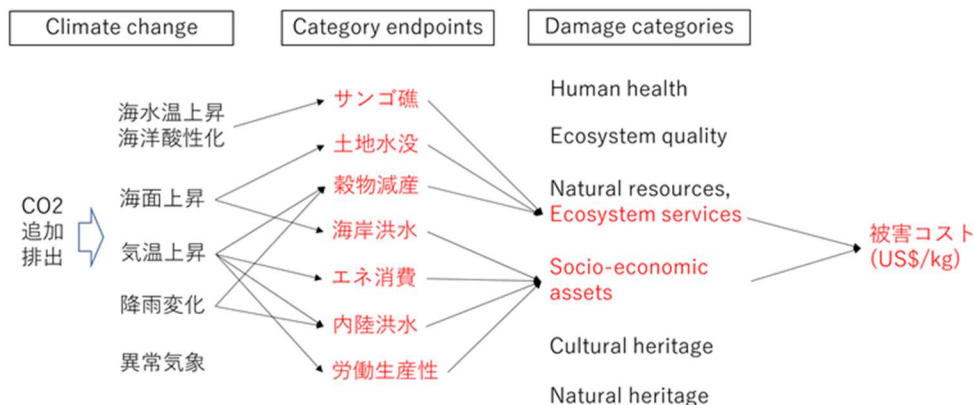 Climate change
Category endpoints
Damage categories
CO2
追加
排出
海水温上昇
海洋酸性化
海面上昇
気温上昇
降雨変化
異常気象
サンゴ礁
土地水没
穀物減産
海岸洪水
エネ消費
内陸洪水
労働生産性
Human health
Ecosystem quality
Natural resources,
Ecosystem services
Socio-economic
assets
Cultural heritage
Natural heritage
被害コスト
(US$/kg)